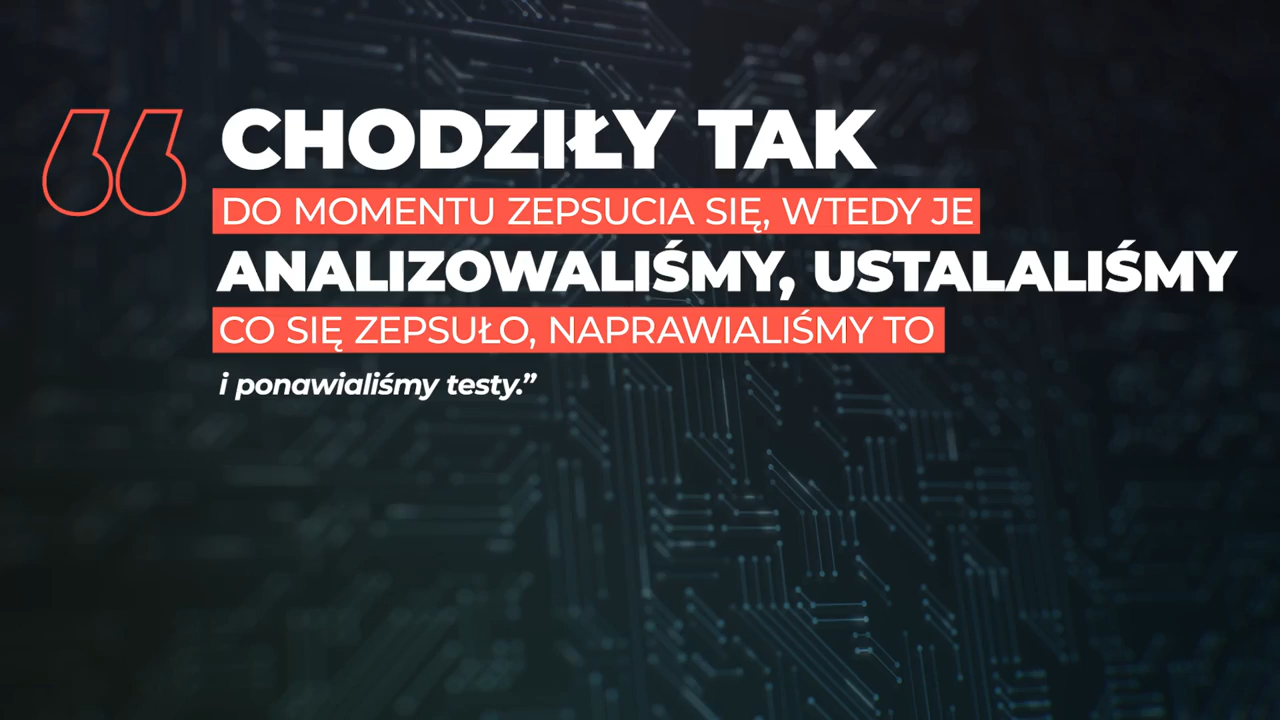 CHODZIŁY TAK
DO MOMENTU ZEPSUCIA SIĘ, WTEDY JE
ANALIZOWALIŚMY, USTALALIŚMY
CO SIĘ ZEPSUŁO, NAPRAWIALIŚMY TO
i ponawialiśmy testy.”